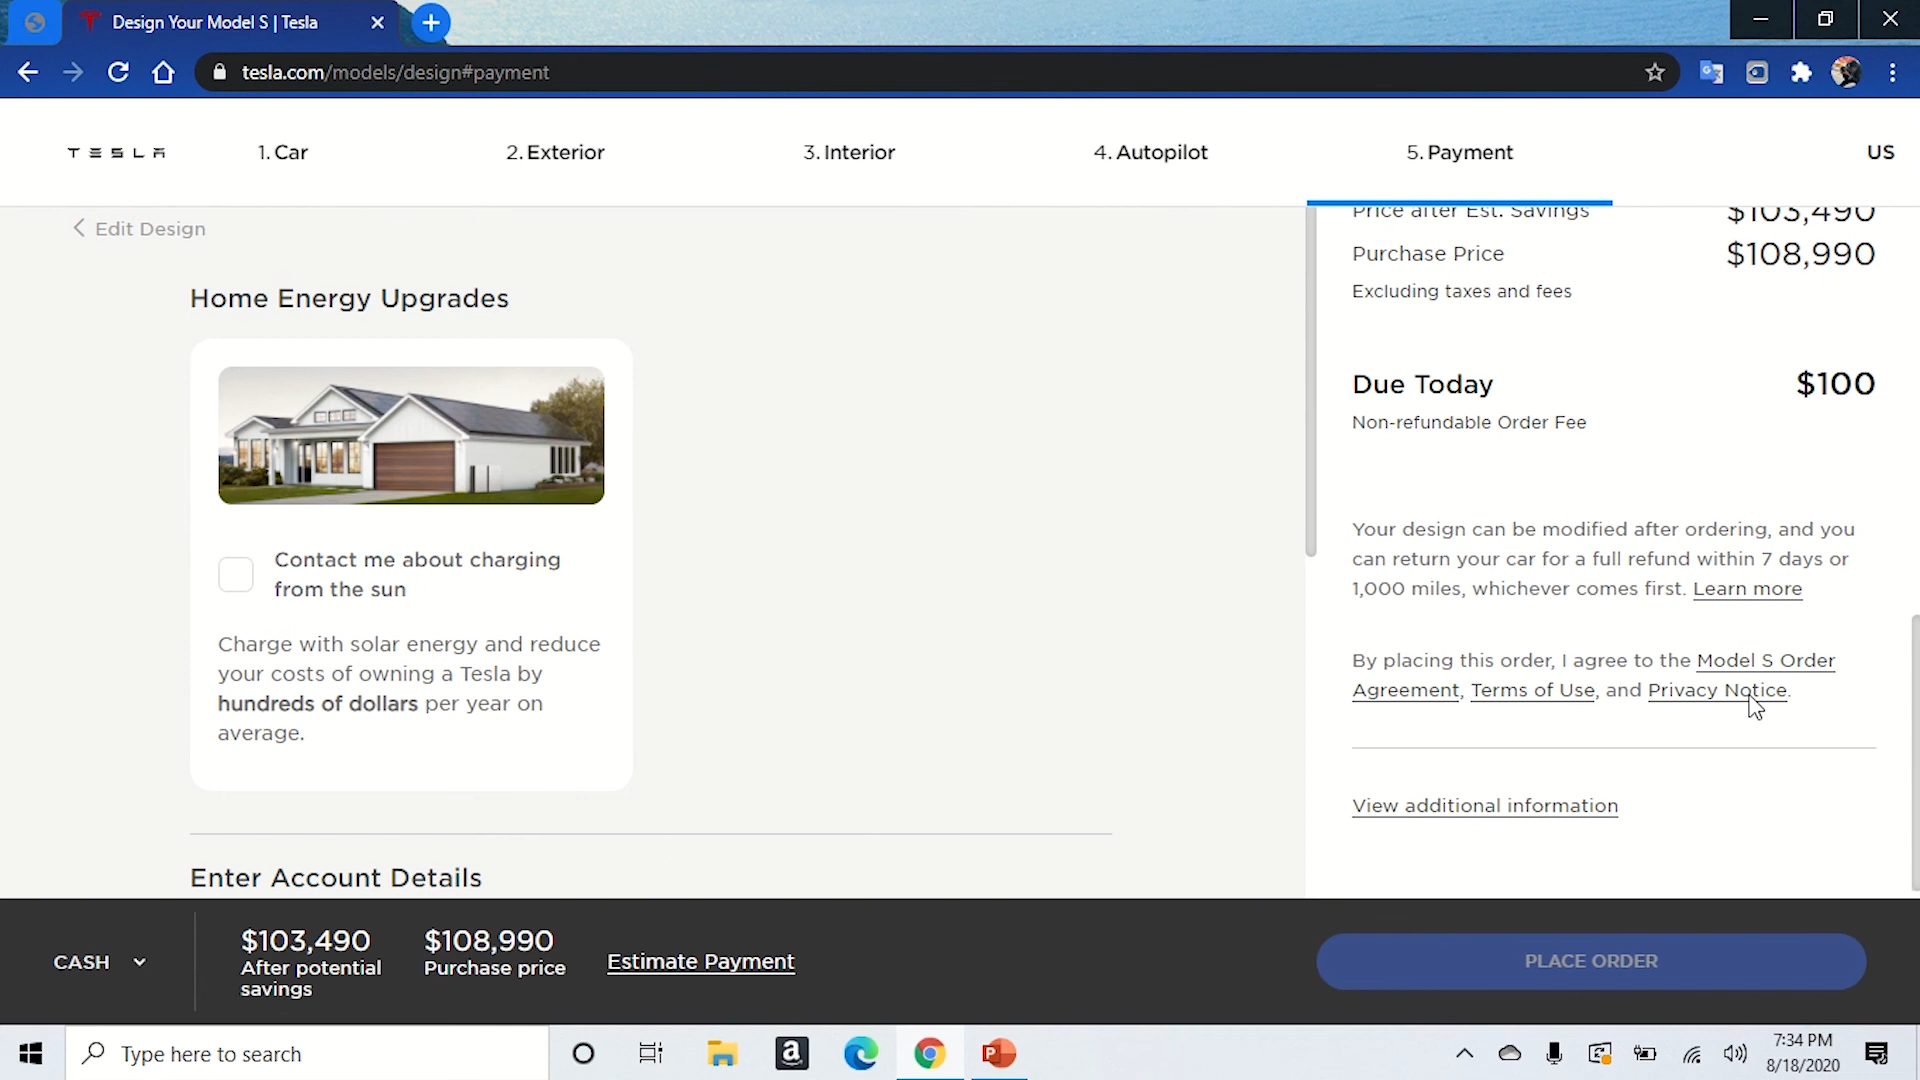 Design Your Model S | Tesla
tesla.com/models/design#payment
TESLA
1. Car
2. Exterior
3. Interior
4. Autopilot
5. Payment
US
Edit Design
Home Energy Upgrades
Contact me about charging
from the sun
Charge with solar energy and reduce
your costs of owning a Tesla by
hundreds of dollars per year on
average.
Enter Account Details
Price after Est. Savings $103,490
Purchase Price $108,990
Excluding taxes and fees
Due Today $100
Non-refundable Order Fee
Your design can be modified after ordering, and you
can return your car for a full refund within 7 days or
1,000 miles, whichever comes first. Learn more
By placing this order, I agree to the Model S Order
Agreement, Terms of Use, and Privacy Notice.
View additional information
CASH
$103,490
After potential
savings
$108,990
Purchase price
Estimate Payment
PLACE ORDER
Type here to search
7:34 PM
8/18/2020